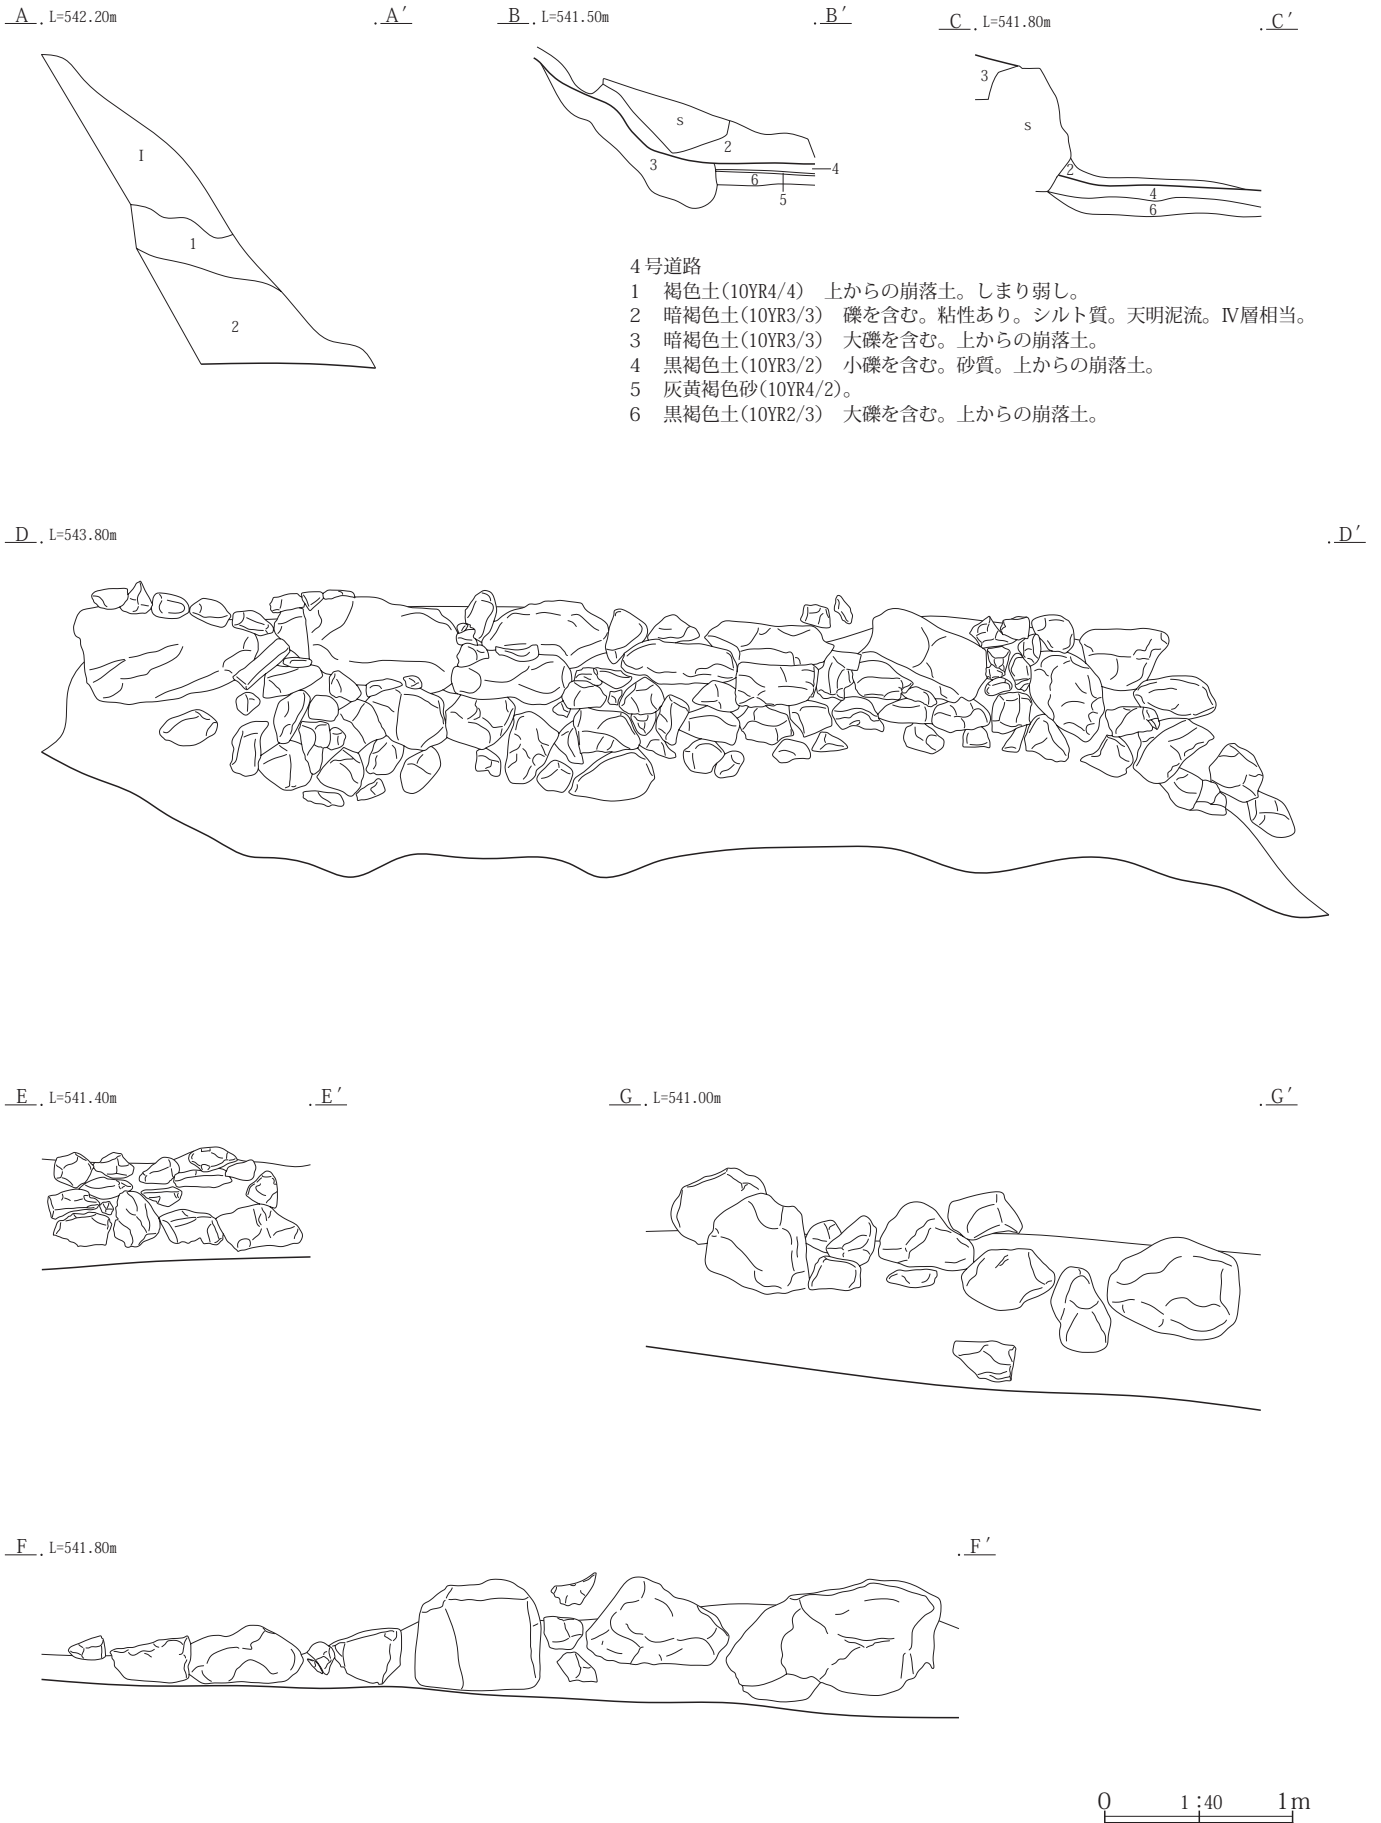 A . L=542.20m . A′
B . L=541.50m . B′
C . L=541.80m . C′
I
1
2
s
2
3
4
6
5
3
s
2
4
6
4号道路
1 褐色土(10YR4/4) 上からの崩落土。しまり弱し。
2 暗褐色土(10YR3/3) 礫を含む。粘性あり。シルト質。天明泥流。Ⅳ層相当。
3 暗褐色土(10YR3/3) 大礫を含む。上からの崩落土。
4 黒褐色土(10YR3/2) 小礫を含む。砂質。上からの崩落土。
5 灰黄褐色砂(10YR4/2)。
6 黒褐色土(10YR2/3) 大礫を含む。上からの崩落土。
D . L=543.80m . D′
E . L=541.40m . E′
G . L=541.00m . G′
F . L=541.80m . F′
0 1:40 1m